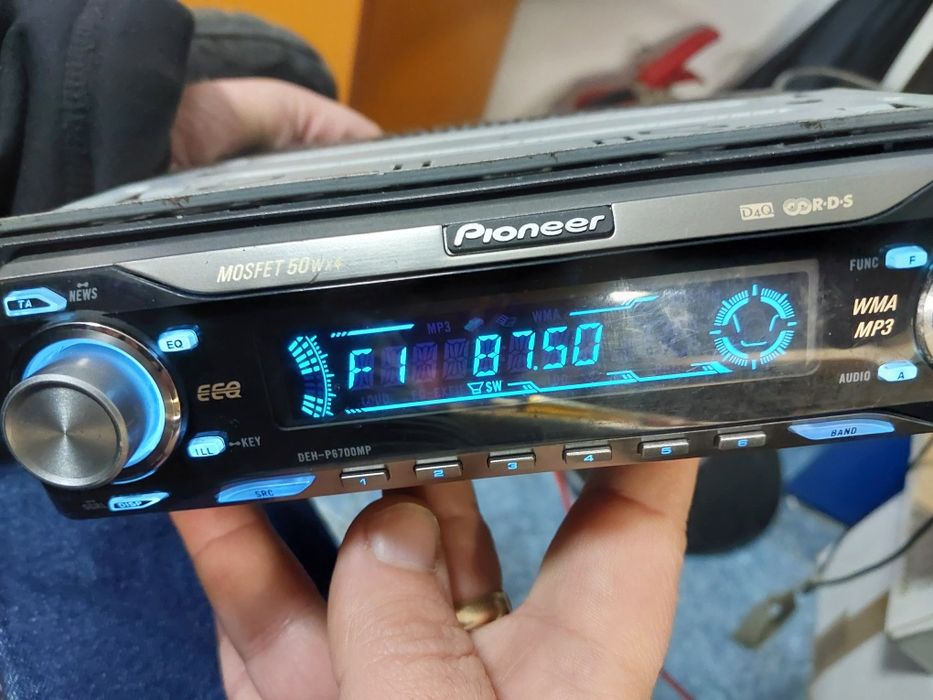 Pioneer
D4Q R·D·S
MOSFET 50Wx4
TA NEWS
FUNC F
EQ
MP3 WMA
WMA
MP3
F1 87.50
EEQ
LOUD
SW
AUDIO A
ILL KEY
DEH-P6700MP
BAND
1 2 3 4 5 6
SRC
DISP